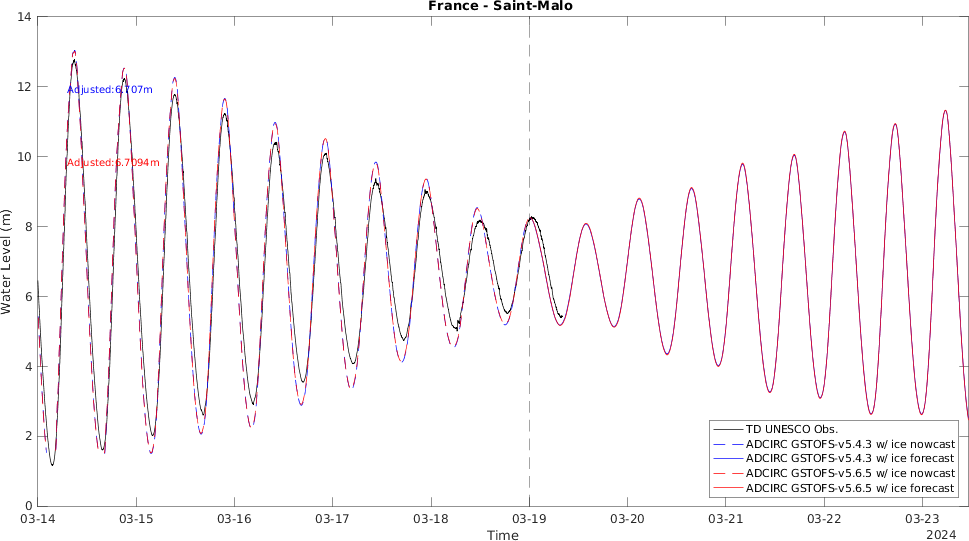 France - Saint-Malo
14
12
10
8
6
4
2
0
Water Level (m)
Adjusted:6.707m
Adjusted:6.7094m
TD UNESCO Obs.
ADCIRC GSTOFS-v5.4.3 w/ ice nowcast
ADCIRC GSTOFS-v5.4.3 w/ ice forecast
ADCIRC GSTOFS-v5.6.5 w/ ice nowcast
ADCIRC GSTOFS-v5.6.5 w/ ice forecast
03-14 03-15 03-16 03-17 03-18 03-19 03-20 03-21 03-22 03-23
Time
2024